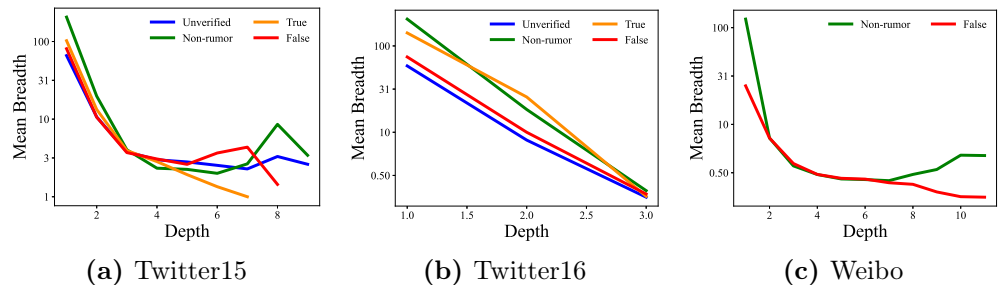 Unverified
Non-rumor
True
False
100
31
10
3
1
Mean Breadth
2
4
6
8
Depth
(a) Twitter15
Unverified
Non-rumor
True
False
100
31
10
0.50
Mean Breadth
1.0
1.5
2.0
2.5
3.0
Depth
(b) Twitter16
Non-rumor
False
100
31
10
0.50
Mean Breadth
2
4
6
8
10
Depth
(c) Weibo